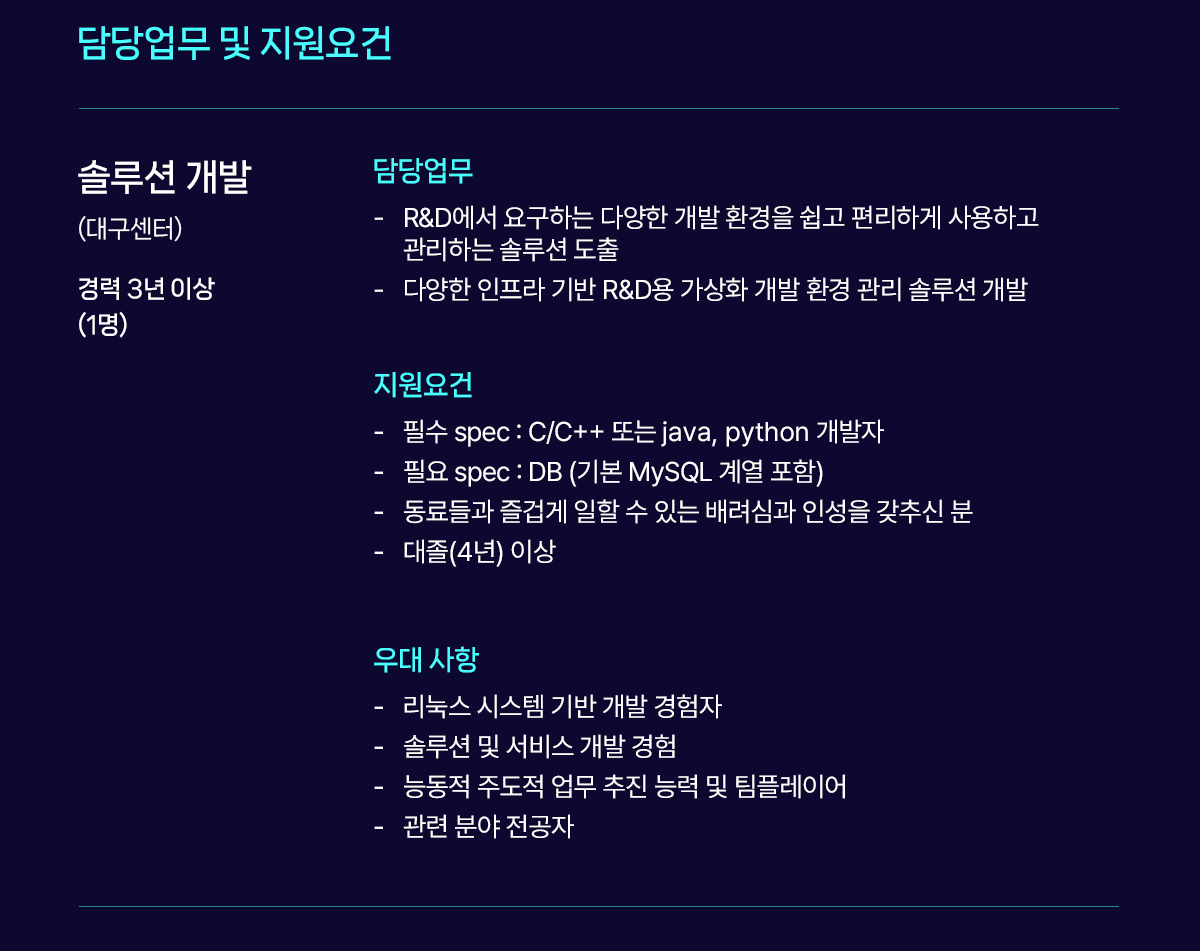 담당업무 및 지원요건
솔루션 개발
(대구센터)
경력 3년 이상
(1명)
담당업무
- R&D에서 요구하는 다양한 개발 환경을 쉽고 편리하게 사용하고
관리하는 솔루션 도출
- 다양한 인프라 기반 R&D용 가상화 개발 환경 관리 솔루션 개발
지원요건
- 필수 spec : C/C++ 또는 java, python 개발자
- 필요 spec : DB (기본 MySQL 계열 포함)
- 동료들과 즐겁게 일할 수 있는 배려심과 인성을 갖추신 분
- 대졸(4년) 이상
우대 사항
- 리눅스 시스템 기반 개발 경험자
- 솔루션 및 서비스 개발 경험
- 능동적 주도적 업무 추진 능력 및 팀플레이어
- 관련 분야 전공자